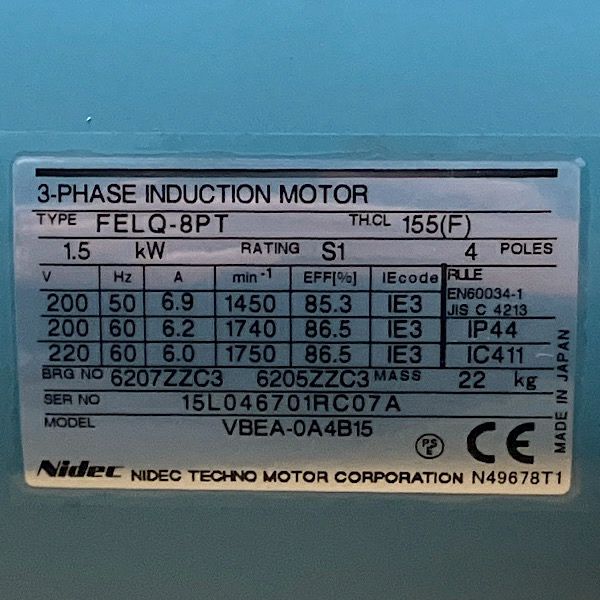 3-PHASE INDUCTION MOTOR
TYPE FELQ-8PT TH.CL 155(F)
1.5 kW RATING S1 4 POLES
V Hz A min⁻¹ EFF[%] IEcode RULE
EN60034-1
200 50 6.9 1450 85.3 IE3 JIS C 4213
200 60 6.2 1740 86.5 IE3 IP44
220 60 6.0 1750 86.5 IE3 IC411
BRG NO 6207ZZC3 6205ZZC3 MASS 22 kg
SER NO 15L046701RC07A
MODEL VBEA-0A4B15
PS
E
CE
MADE IN JAPAN
Nidec NIDEC TECHNO MOTOR CORPORATION N49678T1